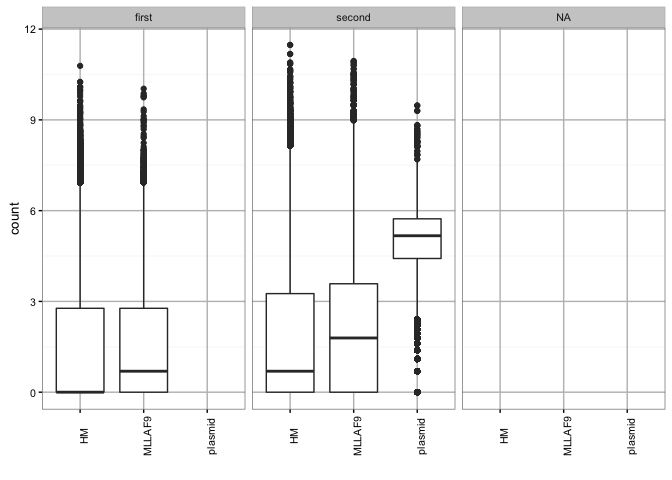 first second NA
12
9
6
3
0
count
HM MLLAF9 plasmid HM MLLAF9 plasmid HM MLLAF9 plasmid